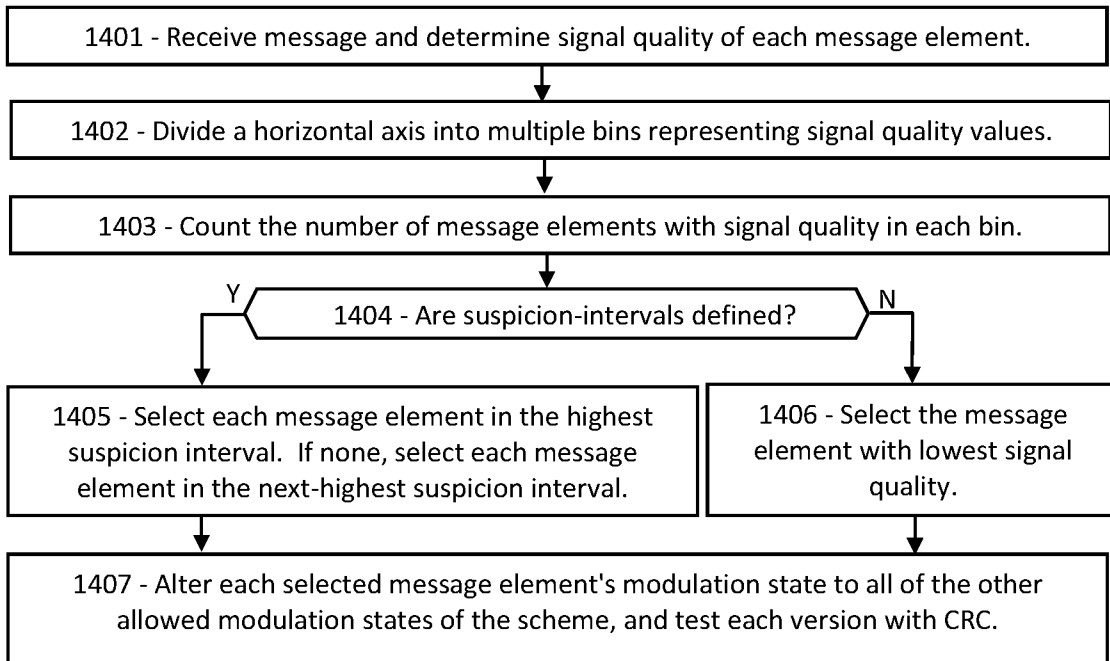 1401 - Receive message and determine signal quality of each message element.
1402 - Divide a horizontal axis into multiple bins representing signal quality values.
1403 - Count the number of message elements with signal quality in each bin.
Y
1404 - Are suspicion-intervals defined?
N
1405 - Select each message element in the highest
suspicion interval. If none, select each message
element in the next-highest suspicion interval.
1406 - Select the message
element with lowest signal
quality.
1407 - Alter each selected message element's modulation state to all of the other
allowed modulation states of the scheme, and test each version with CRC.